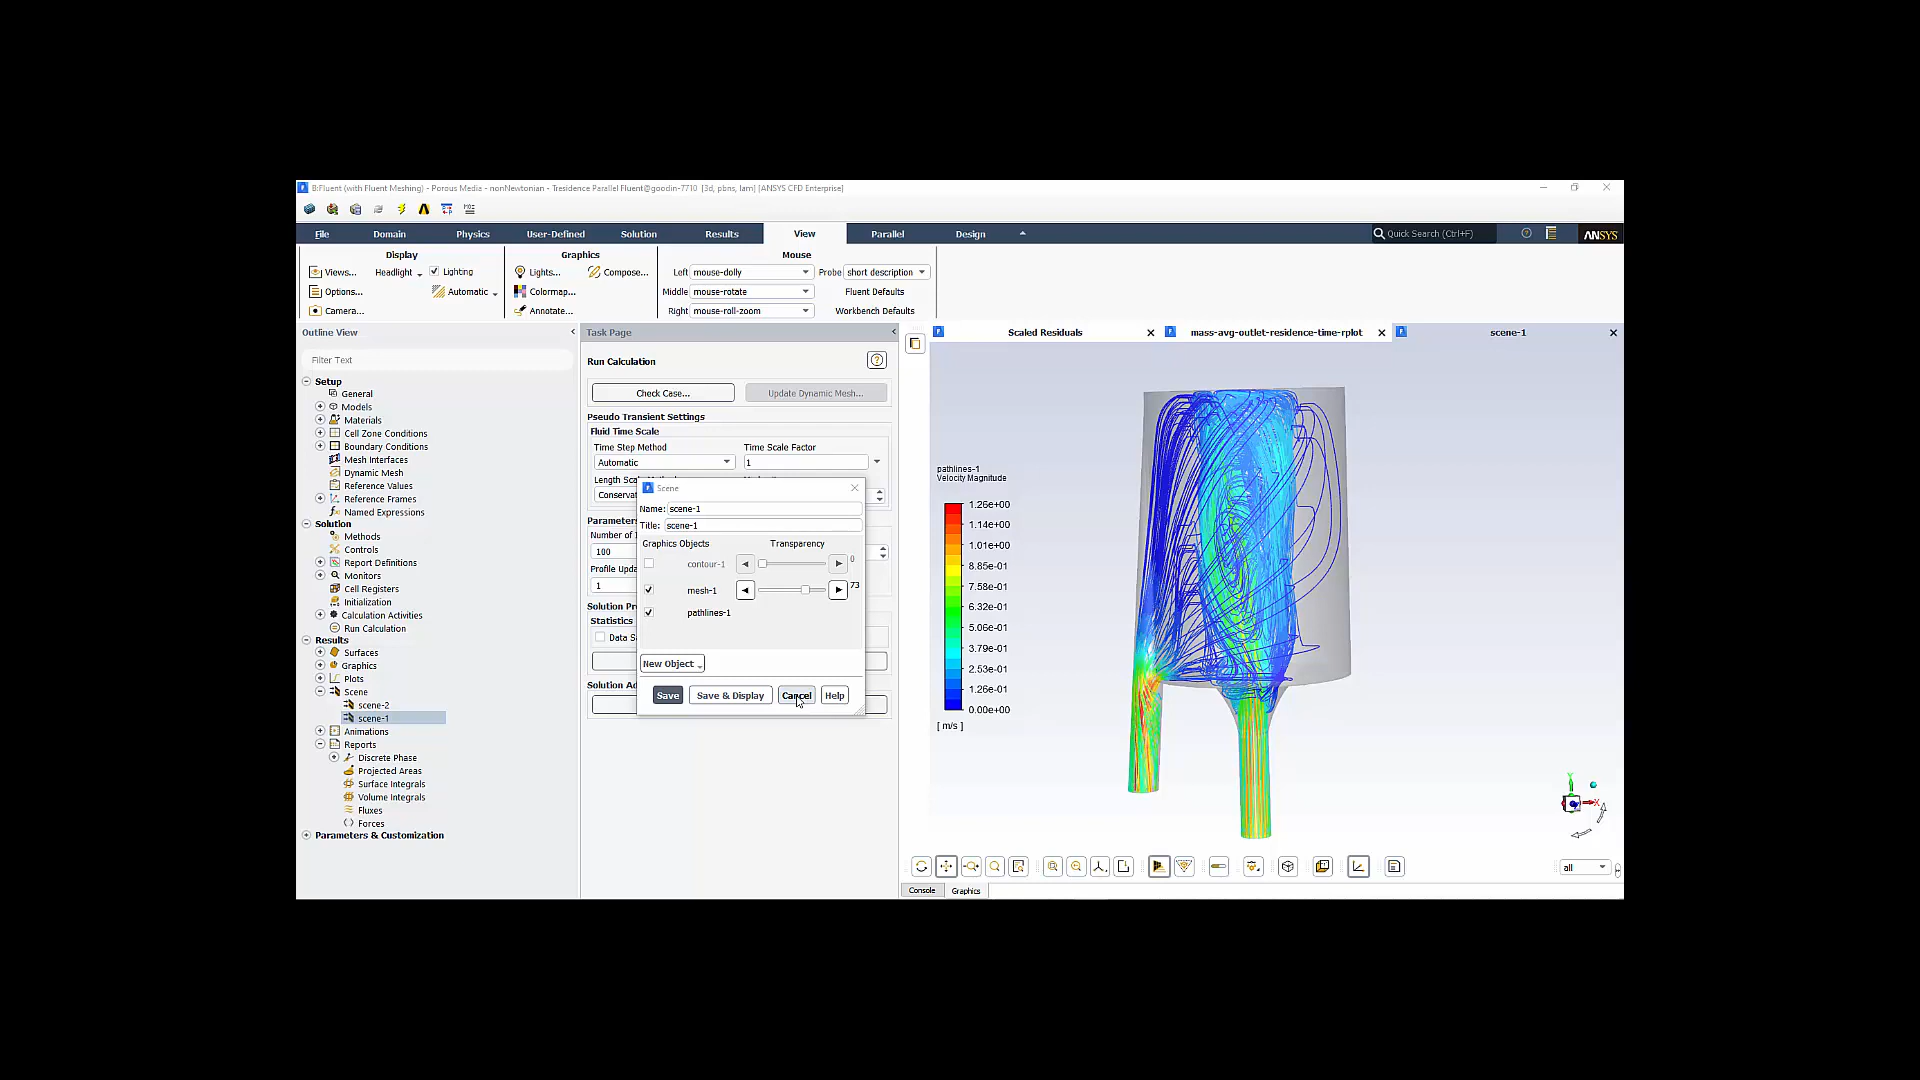 B:Fluent (with Fluent Meshing) - Porous Media - nonNewtonian - Tresidence Parallel Fluent@goodin-7710 [3d, pbns, lam] [ANSYS CFD Enterprise]
File Domain Physics User-Defined Solution Results View Parallel Design Quick Search (Ctrl+F) ANSYS
Display Graphics Mouse
Views... Headlight Lighting Lights... Compose... Left mouse-dolly Probe short description
Options... Automatic Colormap... Middle mouse-rotate Fluent Defaults
Camera... Annotate... Right mouse-roll-zoom Workbench Defaults
Outline View
Filter Text
Setup
General
Models
Materials
Cell Zone Conditions
Boundary Conditions
Mesh Interfaces
Dynamic Mesh
Reference Values
Reference Frames
Named Expressions
Solution
Methods
Controls
Report Definitions
Monitors
Cell Registers
Initialization
Calculation Activities
Run Calculation
Results
Surfaces
Graphics
Plots
Scene
scene-2
scene-1
Animations
Reports
Discrete Phase
Projected Areas
Surface Integrals
Volume Integrals
Fluxes
Forces
Parameters & Customization
Task Page
Run Calculation
Check Case... Update Dynamic Mesh...
Pseudo Transient Settings
Fluid Time Scale
Time Step Method Time Scale Factor
Automatic 1
Conservat
Parameters
100
Profile Upda
1
Statistics
Scene
Name: scene-1
Title: scene-1
Graphics Objects Transparency
contour-1 0
mesh-1 73
pathlines-1
New Object
Save Save & Display Cancel Help
Scaled Residuals mass-avg-outlet-residence-time-rplot scene-1
pathlines-1
Velocity Magnitude
1.26e+00
1.14e+00
1.01e+00
8.85e-01
7.58e-01
6.32e-01
5.06e-01
3.79e-01
2.53e-01
1.26e-01
0.00e+00
[ m/s ]
Y
X
all
Console Graphics